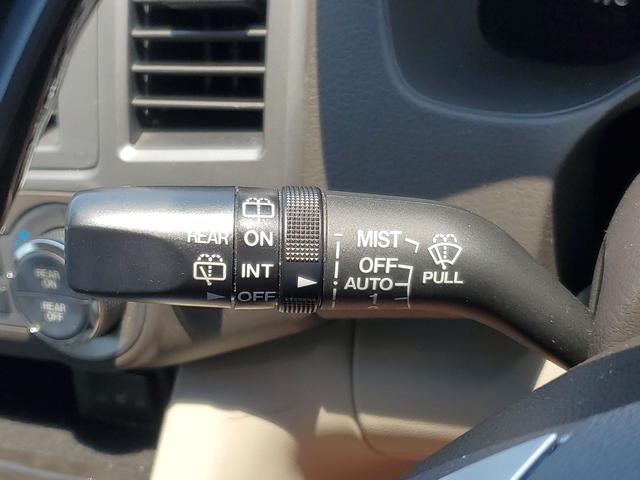 REAR
ON
INT
OFF
MIST
OFF
AUTO
1
PULL
REAR
ON
REAR
OFF